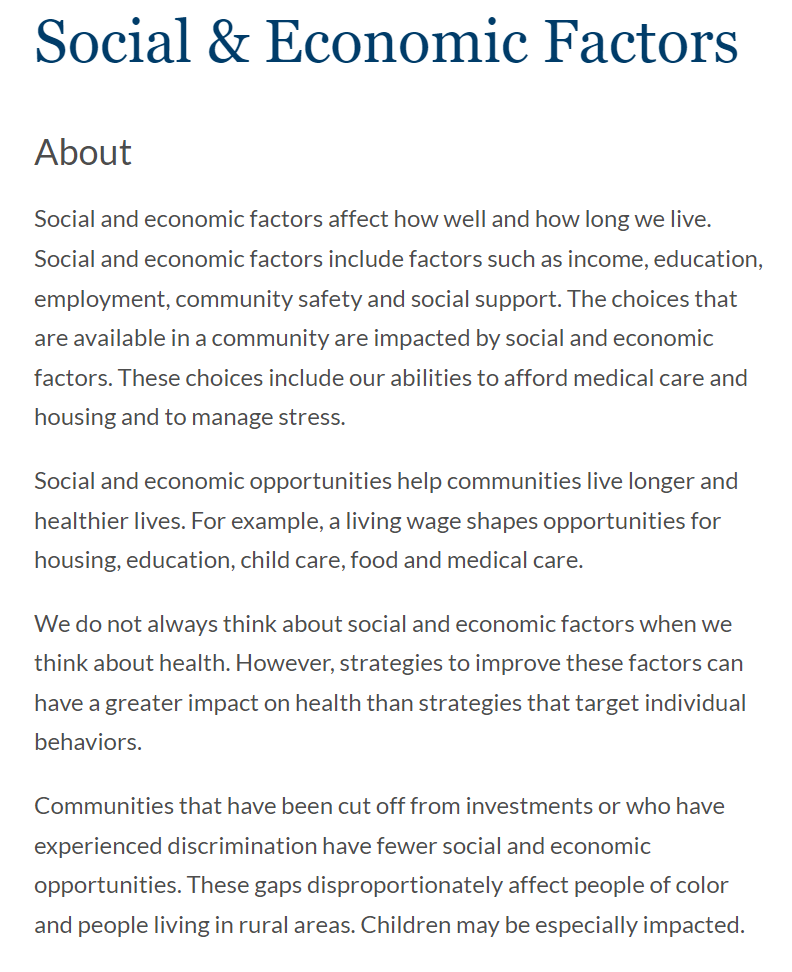 Social & Economic Factors
About
Social and economic factors affect how well and how long we live.
Social and economic factors include factors such as income, education,
employment, community safety and social support. The choices that
are available in a community are impacted by social and economic
factors. These choices include our abilities to afford medical care and
housing and to manage stress.
Social and economic opportunities help communities live longer and
healthier lives. For example, a living wage shapes opportunities for
housing, education, child care, food and medical care.
We do not always think about social and economic factors when we
think about health. However, strategies to improve these factors can
have a greater impact on health than strategies that target individual
behaviors.
Communities that have been cut off from investments or who have
experienced discrimination have fewer social and economic
opportunities. These gaps disproportionately affect people of color
and people living in rural areas. Children may be especially impacted.